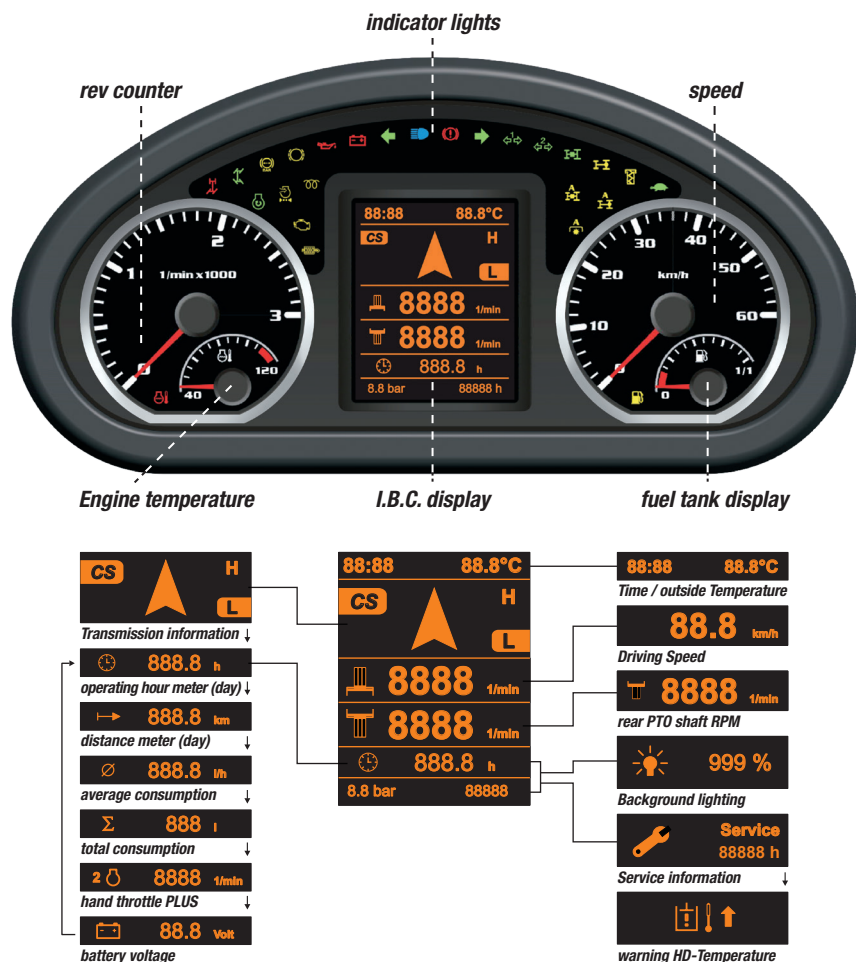 indicator lights
rev counter
speed
88:88 88.8°C
CS H
L
8888 1/min
8888 1/min
888.8 h
8.8 bar 88888 h
0 1 2 3
1/min x1000
40 120
0 10 20 30 40 50 60
km/h
0 1/1
A
A
A
1
2
Engine temperature
I.B.C. display
fuel tank display
CS H
L
Transmission information ↓
888.8 h
operating hour meter (day) ↓
888.8 km
distance meter (day) ↓
Ø 888.8 l/h
average consumption ↓
Σ 888 l
total consumption ↓
2 8888 1/min
hand throttle PLUS ↓
88.8 Volt
battery voltage
88:88 88.8°C
CS H
L
8888 1/min
8888 1/min
888.8 h
8.8 bar 88888
88:88 88.8°C
Time / outside Temperature
88.8 km/h
Driving Speed
8888 1/min
rear PTO shaft RPM
999 %
Background lighting
Service
88888 h
Service information ↓
warning HD-Temperature